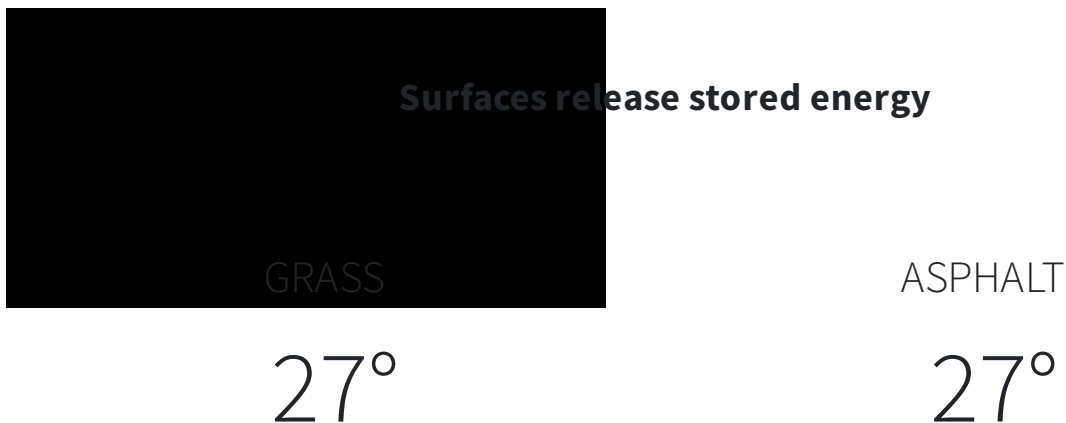 Surfaces release stored energy
GRASS
ASPHALT
27°
27°